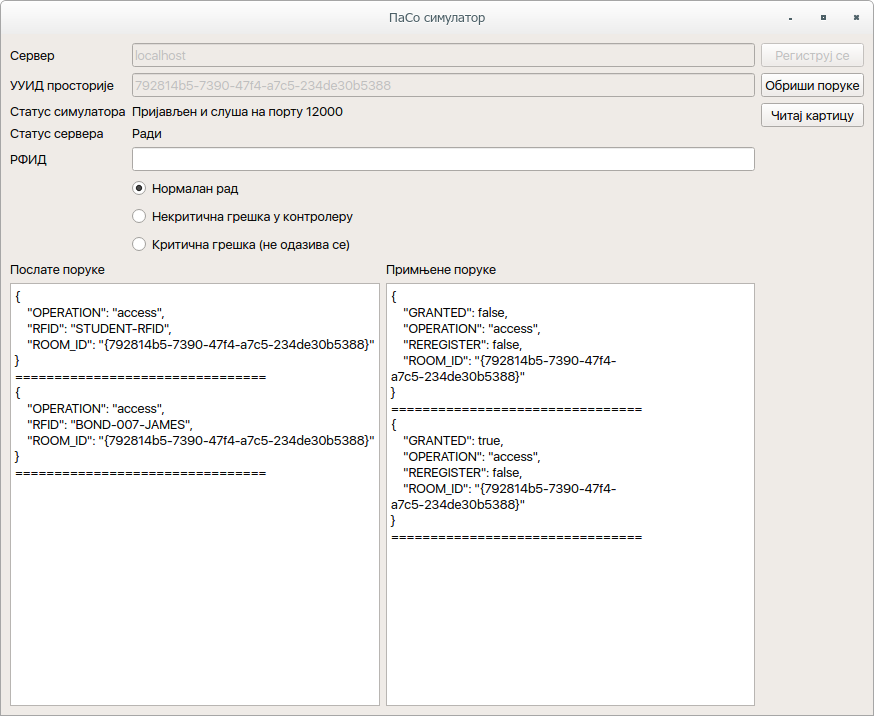 ПаСо симулатор
Сервер
localhost
Региструј се
УУИД просторије
792814b5-7390-47f4-a7c5-234de30b5388
Обриши поруке
Статус симулатора
Пријављен и слуша на порту 12000
Читај картицу
Статус сервера
Ради
РФИД
Нормалан рад
Некритична грешка у контролеру
Критична грешка (не одазива се)
Послате поруке
{
"OPERATION": "access",
"RFID": "STUDENT-RFID",
"ROOM_ID": "{792814b5-7390-47f4-a7c5-234de30b5388}"
}
================================
{
"OPERATION": "access",
"RFID": "BOND-007-JAMES",
"ROOM_ID": "{792814b5-7390-47f4-a7c5-234de30b5388}"
}
================================
Примњене поруке
{
"GRANTED": false,
"OPERATION": "access",
"REREGISTER": false,
"ROOM_ID": "{792814b5-7390-47f4-
a7c5-234de30b5388}"
}
================================
{
"GRANTED": true,
"OPERATION": "access",
"REREGISTER": false,
"ROOM_ID": "{792814b5-7390-47f4-
a7c5-234de30b5388}"
}
================================